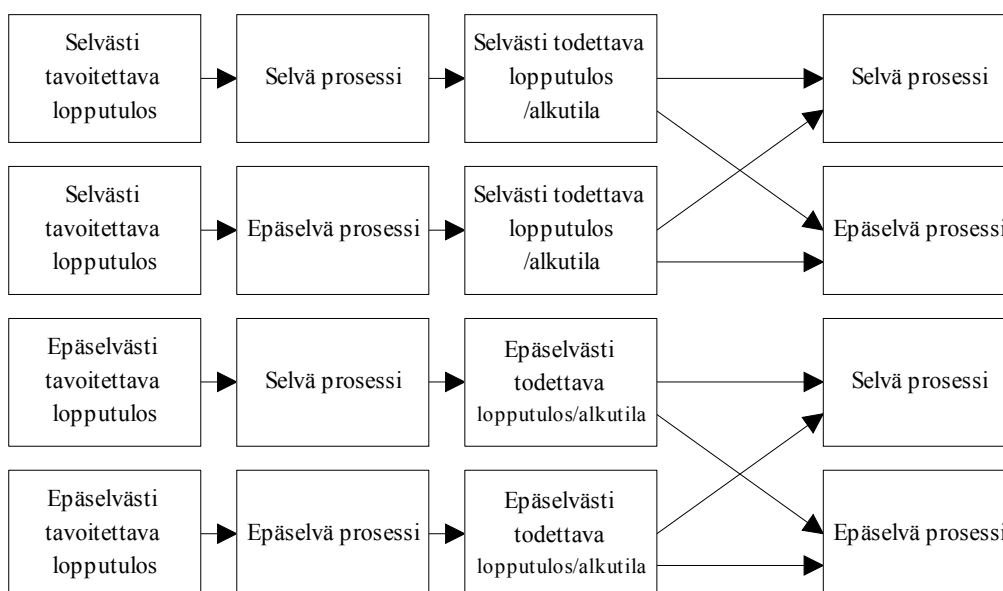 Selvästi
tavoitettava
lopputulos
Selvä prosessi
Selvästi todettava
lopputulos
/alkutila
Selvä prosessi
Selvästi
tavoitettava
lopputulos
Epäselvä prosessi
Selvästi todettava
lopputulos
/alkutila
Epäselvä prosessi
Epäselvästi
tavoitettava
lopputulos
Selvä prosessi
Epäselvästi
todettava
lopputulos/alkutila
Selvä prosessi
Epäselvästi
tavoitettava
lopputulos
Epäselvä prosessi
Epäselvästi
todettava
lopputulos/alkutila
Epäselvä prosessi